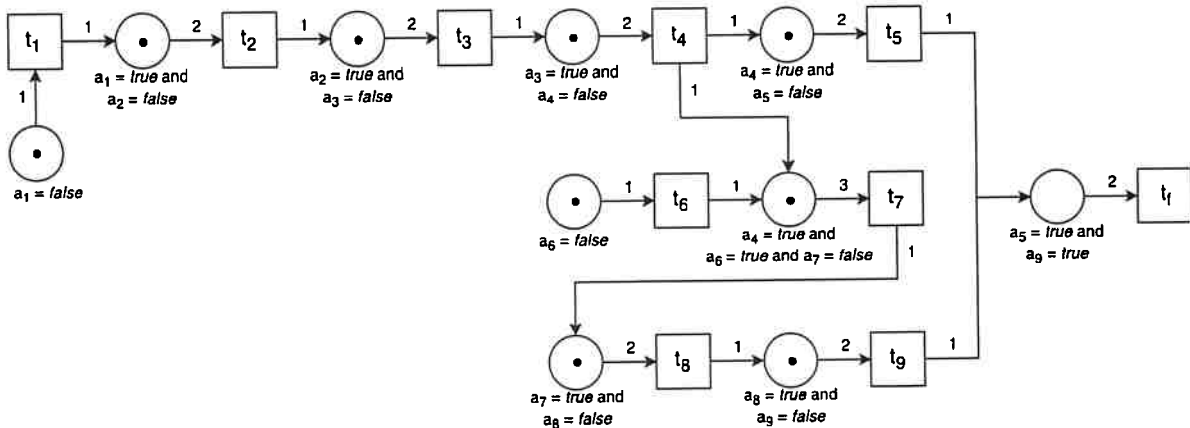 t₁ 1 2 t₂ 1 2 t₃ 1 2 t₄ 1 2 t₅ 1
a₁ = true and
a₂ = false
a₂ = true and
a₃ = false
a₃ = true and
a₄ = false
a₄ = true and
a₅ = false
1
1
a₁ = false
1 t₆ 1 3 t₇ 2 t_f
a₆ = false
a₄ = true and
a₆ = true and a₇ = false
a₅ = true and
a₉ = true
1
2 t₈ 1 2 t₉ 1
a₇ = true and
a₈ = false
a₈ = true and
a₉ = false